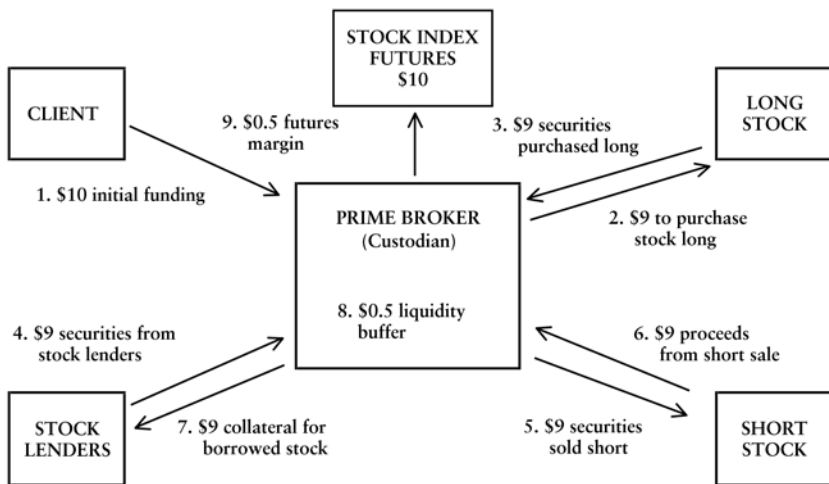 STOCK INDEX
FUTURES
$10
CLIENT
LONG
STOCK
9. $0.5 futures
margin
3. $9 securities
purchased long
1. $10 initial funding
PRIME BROKER
(Custodian)
2. $9 to purchase
stock long
8. $0.5 liquidity
buffer
4. $9 securities from
stock lenders
6. $9 proceeds
from short sale
STOCK
LENDERS
7. $9 collateral for
borrowed stock
5. $9 securities
sold short
SHORT
STOCK